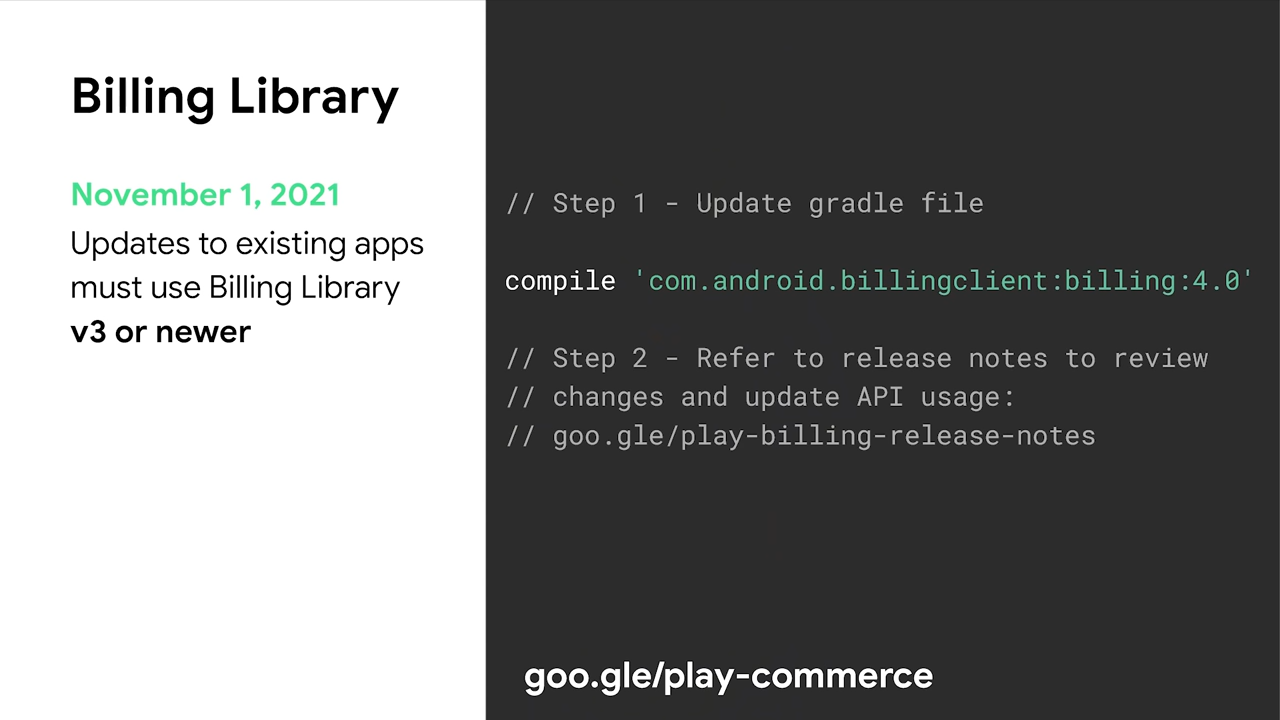 Billing Library
November 1, 2021
Updates to existing apps
must use Billing Library
v3 or newer
// Step 1 - Update gradle file
compile 'com.android.billingclient:billing:4.0'
// Step 2 - Refer to release notes to review
// changes and update API usage:
// goo.gle/play-billing-release-notes
goo.gle/play-commerce